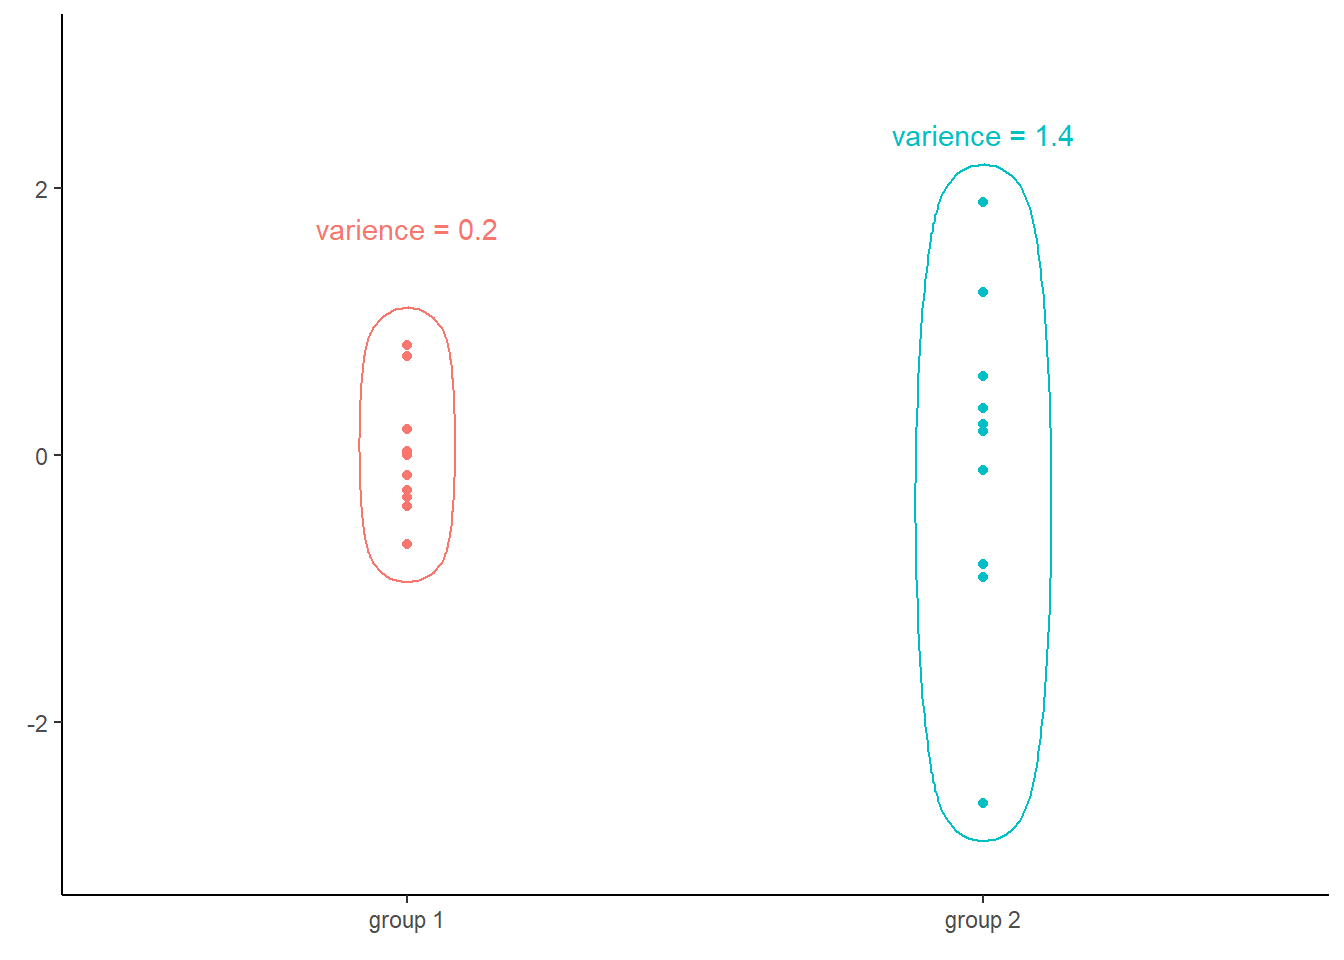 varience = 1.4
2
varience = 0.2
0
-2
group 1
group 2